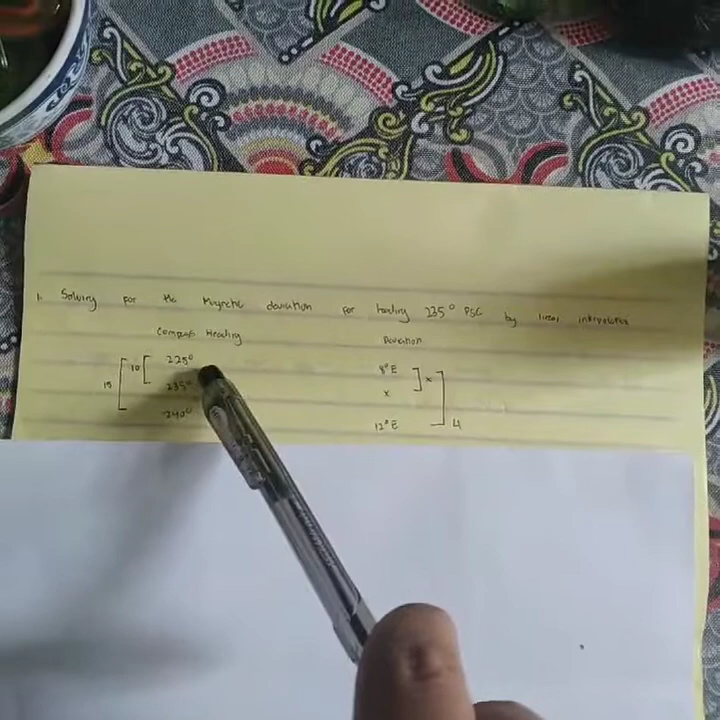 1. Solving for the Magnetic deviation for heading 235° PSC by linear interpolation
Compass Heading Deviation
15 10 225° 8°E x
235° x
240° 12°E 4